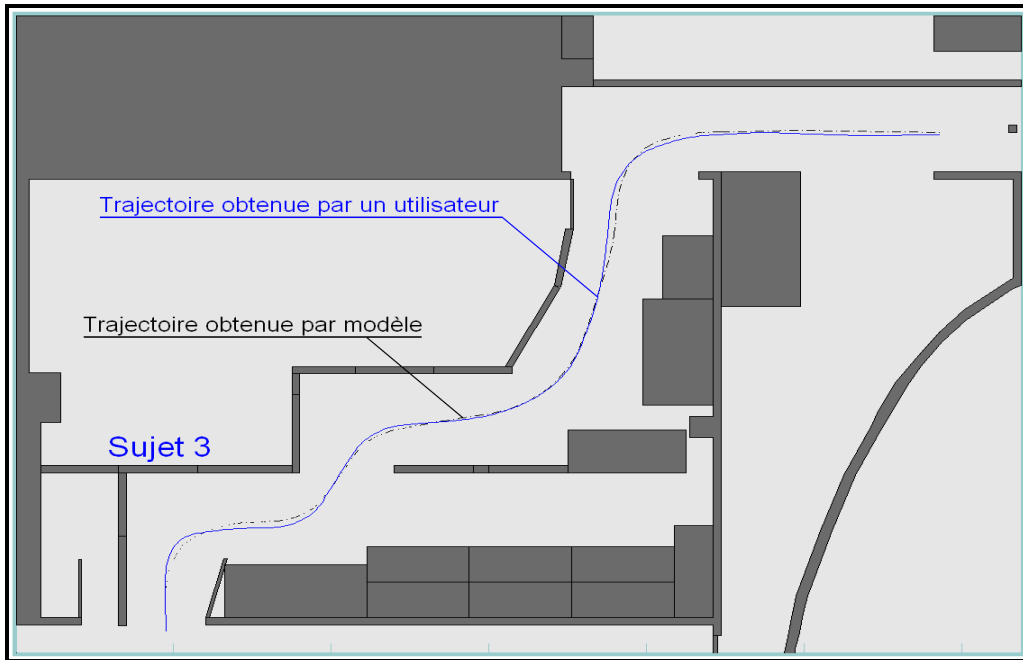 Trajectoire obtenue par un utilisateur
Trajectoire obtenue par modèle
Sujet 3